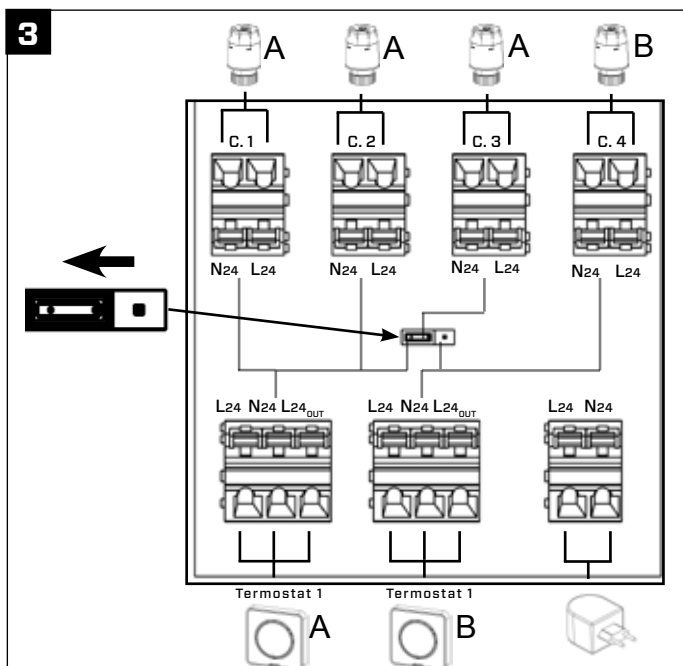 3
A A A B
C. 1 C. 2 C. 3 C. 4
N24 L24 N24 L24 N24 L24 N24 L24
L24 N24 L24OUT L24 N24 L24OUT L24 N24
Termostat 1 Termostat 1
A B